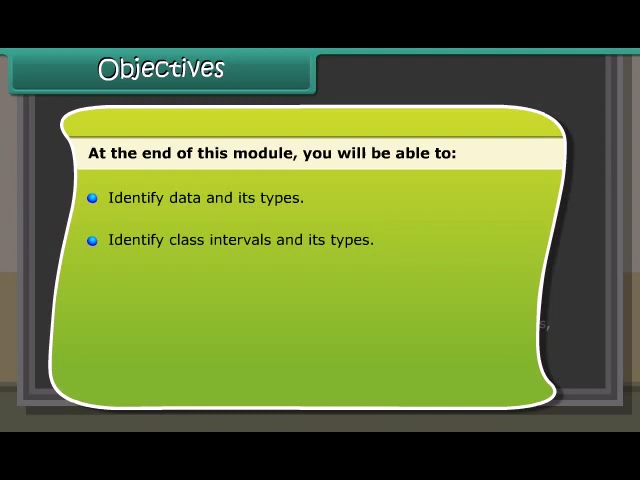 Objectives
At the end of this module, you will be able to:
Identify data and its types.
Identify class intervals and its types.
s,